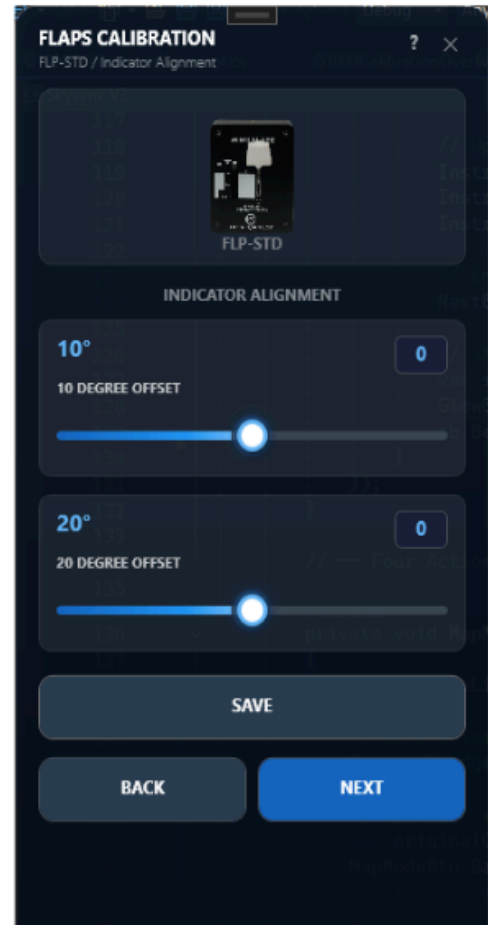 FLAPS CALIBRATION
? ×
FLP-STD / Indicator Alignment
FLP-STD
INDICATOR ALIGNMENT
10°
0
10 DEGREE OFFSET
20°
0
20 DEGREE OFFSET
SAVE
BACK
NEXT